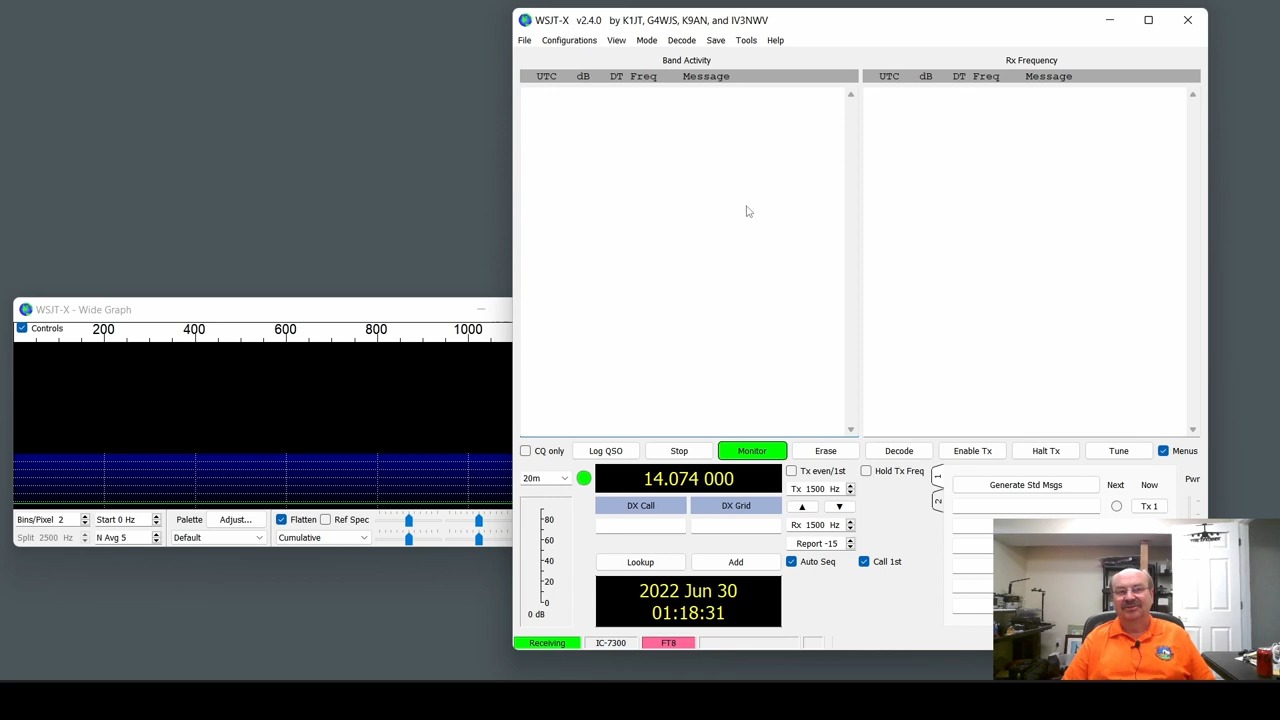 WSJT-X v2.4.0 by K1JT, G4WJS, K9AN, and IV3NWV
File Configurations View Mode Decode Save Tools Help
Band Activity Rx Frequency
UTC dB DT Freq Message UTC dB DT Freq Message
WSJT-X - Wide Graph
Controls 200 400 600 800 1000
CQ only Log QSO Stop Monitor Erase Decode Enable Tx Halt Tx Tune Menus
20m 14.074 000 Tx even/1st Hold Tx Freq 1 Pwr
Tx 1500 Hz Generate Std Msgs Next Now
DX Call DX Grid 2 Tx 1
Rx 1500 Hz
Report -15
Lookup Add Auto Seq Call 1st
-80
-60
-40
-20
-0
0 dB
2022 Jun 30
01:18:31
Bins/Pixel 2 Start 0 Hz Palette Adjust... Flatten Ref Spec
Split 2500 Hz N Avg 5 Default Cumulative
Receiving IC-7300 FT8